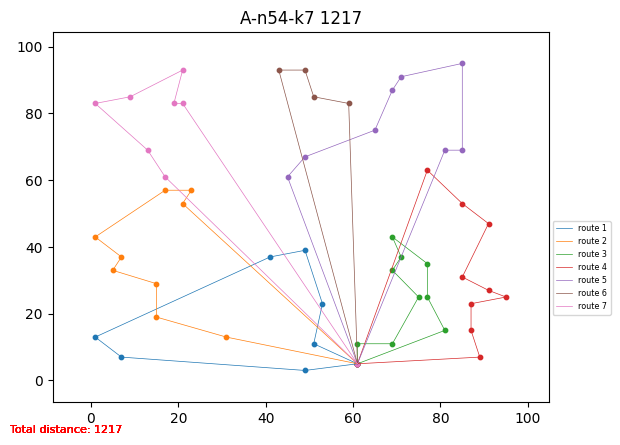 A-n54-k7 1217
100
80
60
40
20
0
0 20 40 60 80 100
route 1
route 2
route 3
route 4
route 5
route 6
route 7
Total distance: 1217